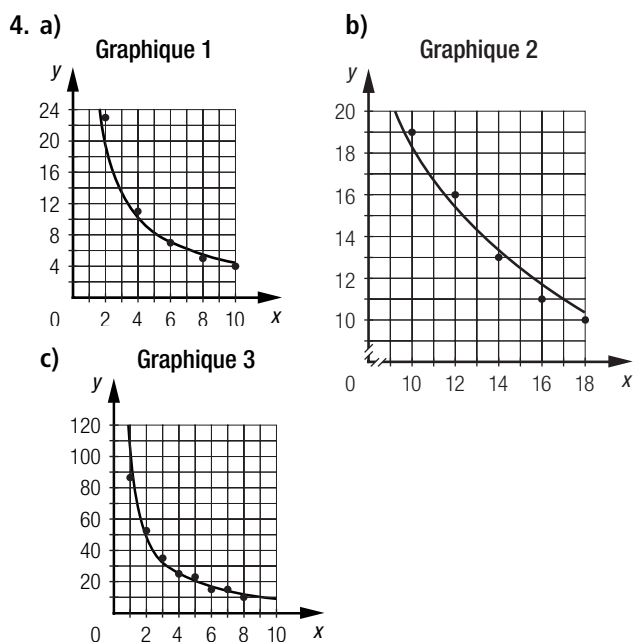 4. a)
Graphique 1
y
24
20
16
12
8
4
0 2 4 6 8 10 x
b)
Graphique 2
y
20
18
16
14
12
10
0 10 12 14 16 18 x
c)
Graphique 3
y
120
100
80
60
40
20
0 2 4 6 8 10 x